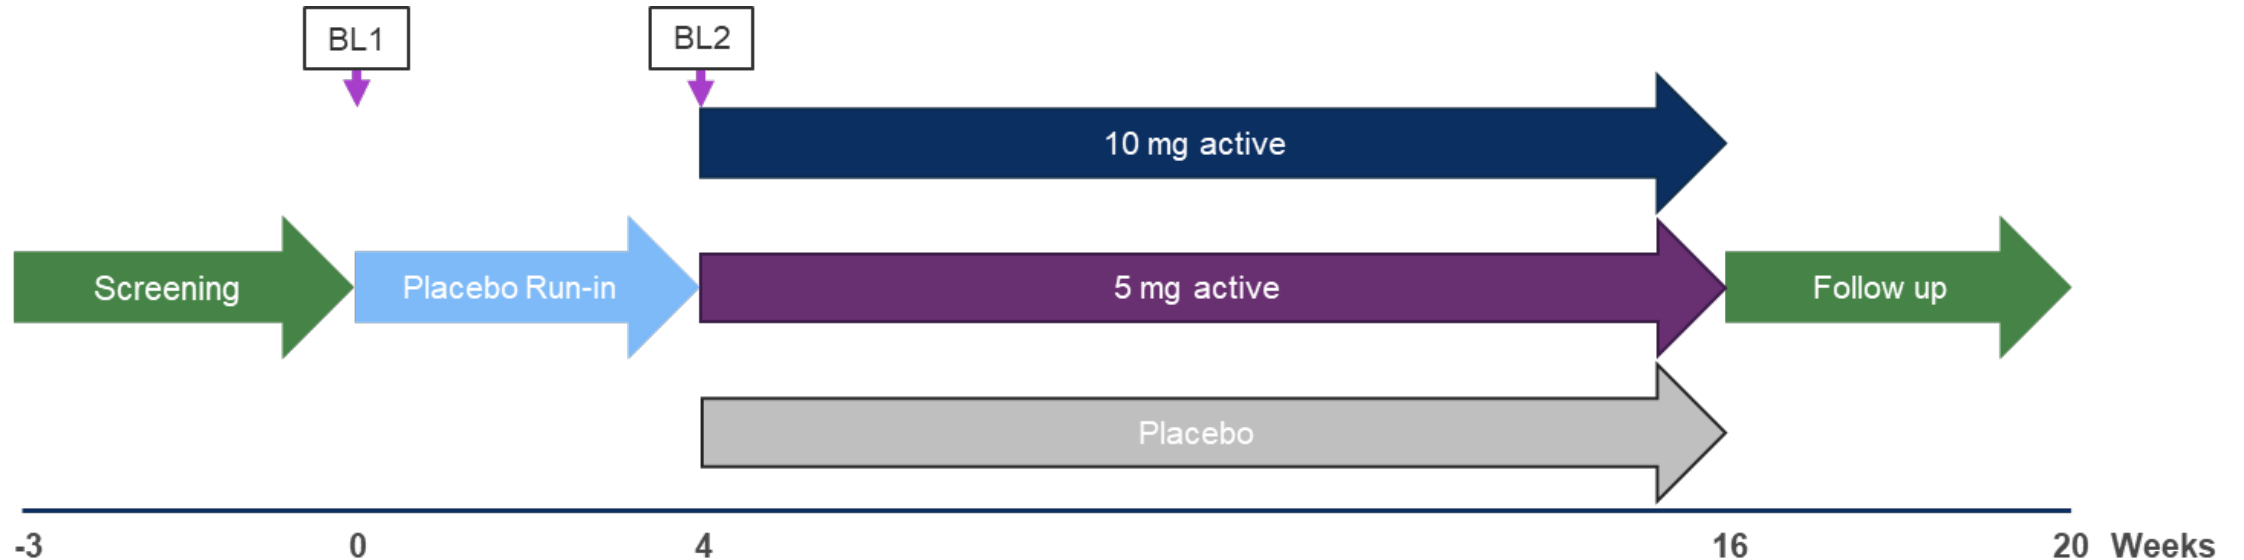 BL1
BL2
10 mg active
Screening
Placebo Run-in
5 mg active
Follow up
Placebo
-3 0 4 16 20 Weeks